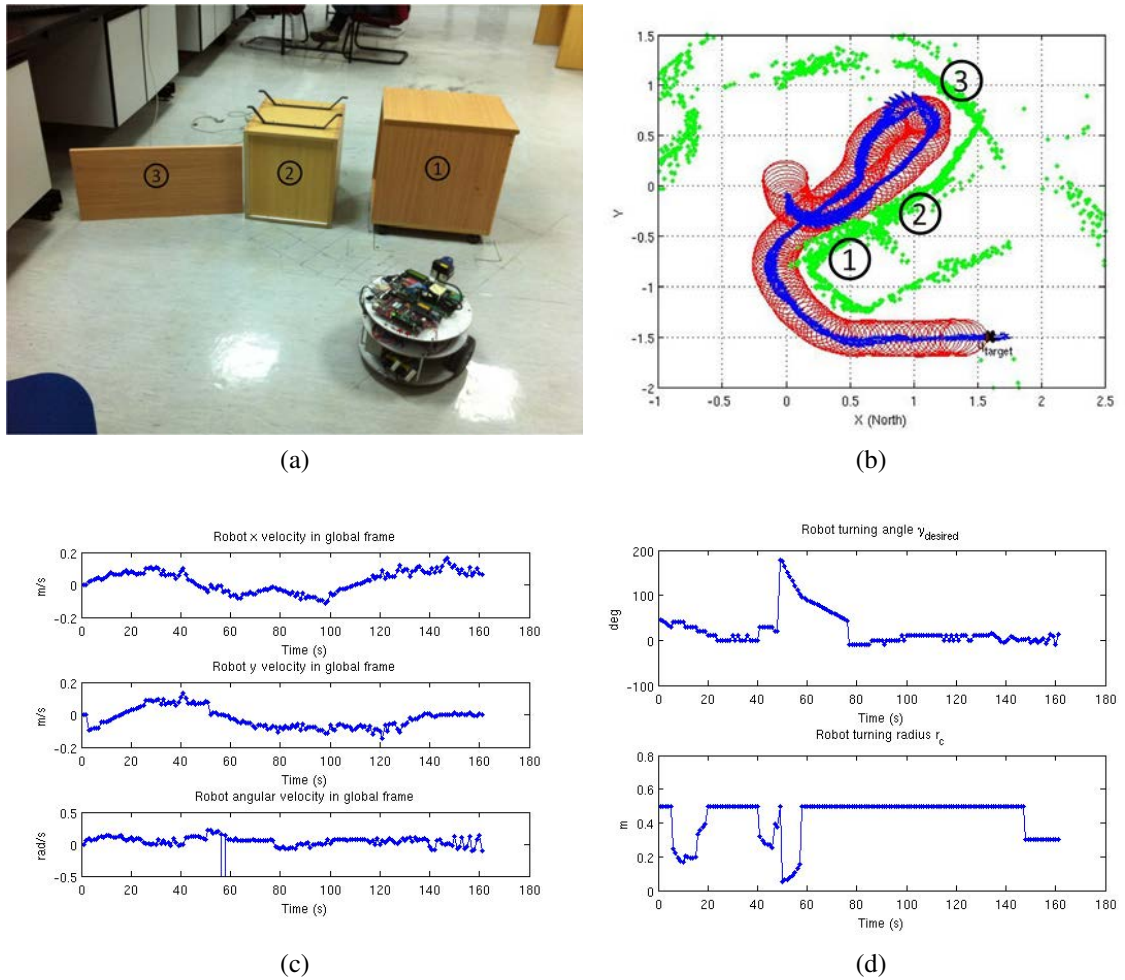 3
2
1
1.5
1
0.5
0
-0.5
-1
-1.5
-2
Y
-1 -0.5 0 0.5 1 1.5 2 2.5
X (North)
3
2
1
target
(a)
(b)
Robot x velocity in global frame
0.2
0
-0.2
m/s
0 20 40 60 80 100 120 140 160 180
Time (s)
Robot y velocity in global frame
0.2
0
-0.2
m/s
0 20 40 60 80 100 120 140 160 180
Time (s)
Robot angular velocity in global frame
0.5
0
-0.5
rad/s
0 20 40 60 80 100 120 140 160 180
Time (s)
Robot turning angle γdesired
200
100
0
-100
deg
0 20 40 60 80 100 120 140 160 180
Time (s)
Robot turning radius rc
0.8
0.6
0.4
0.2
0
m
0 20 40 60 80 100 120 140 160 180
Time (s)
(c)
(d)